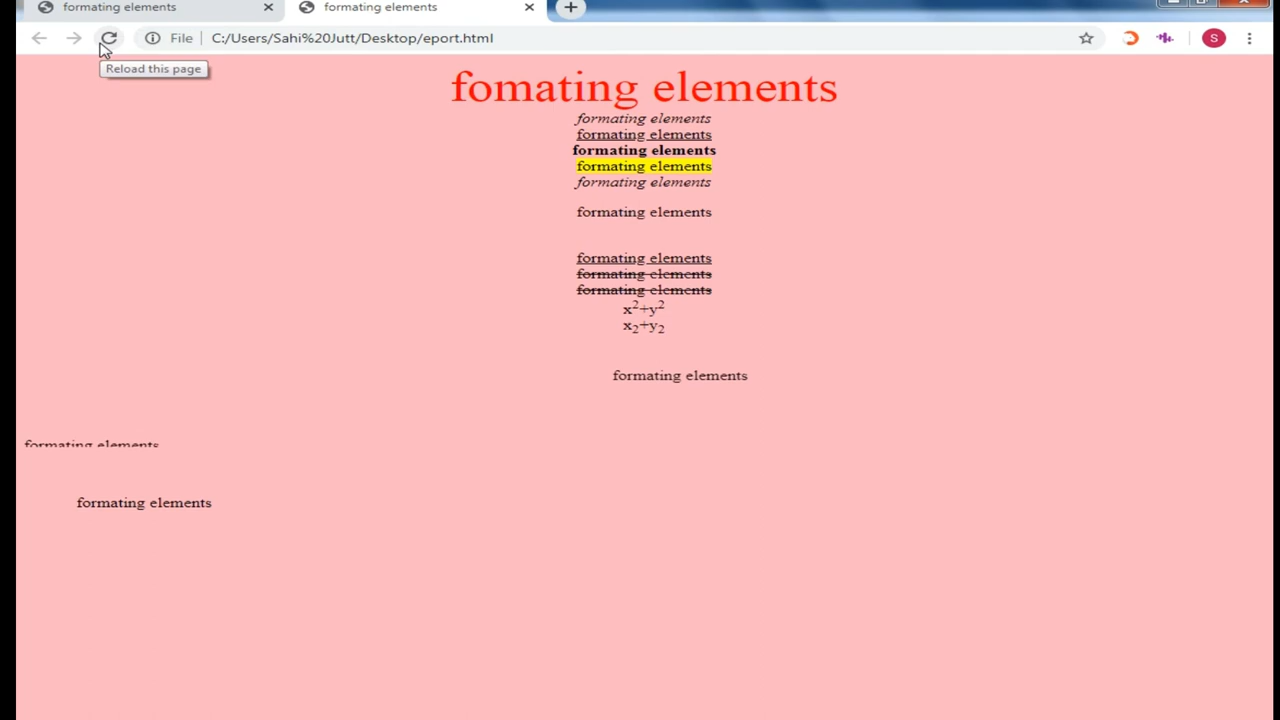 formating elements
formating elements
File
C:/Users/Sahi%20Jutt/Desktop/eport.html
S
Reload this page
fomating elements
formating elements
formating elements
formating elements
formating elements
formating elements
formating elements
formating elements
formating elements
formating elements
x²+y²
x₂+y₂
formating elements
formating elements
formating elements